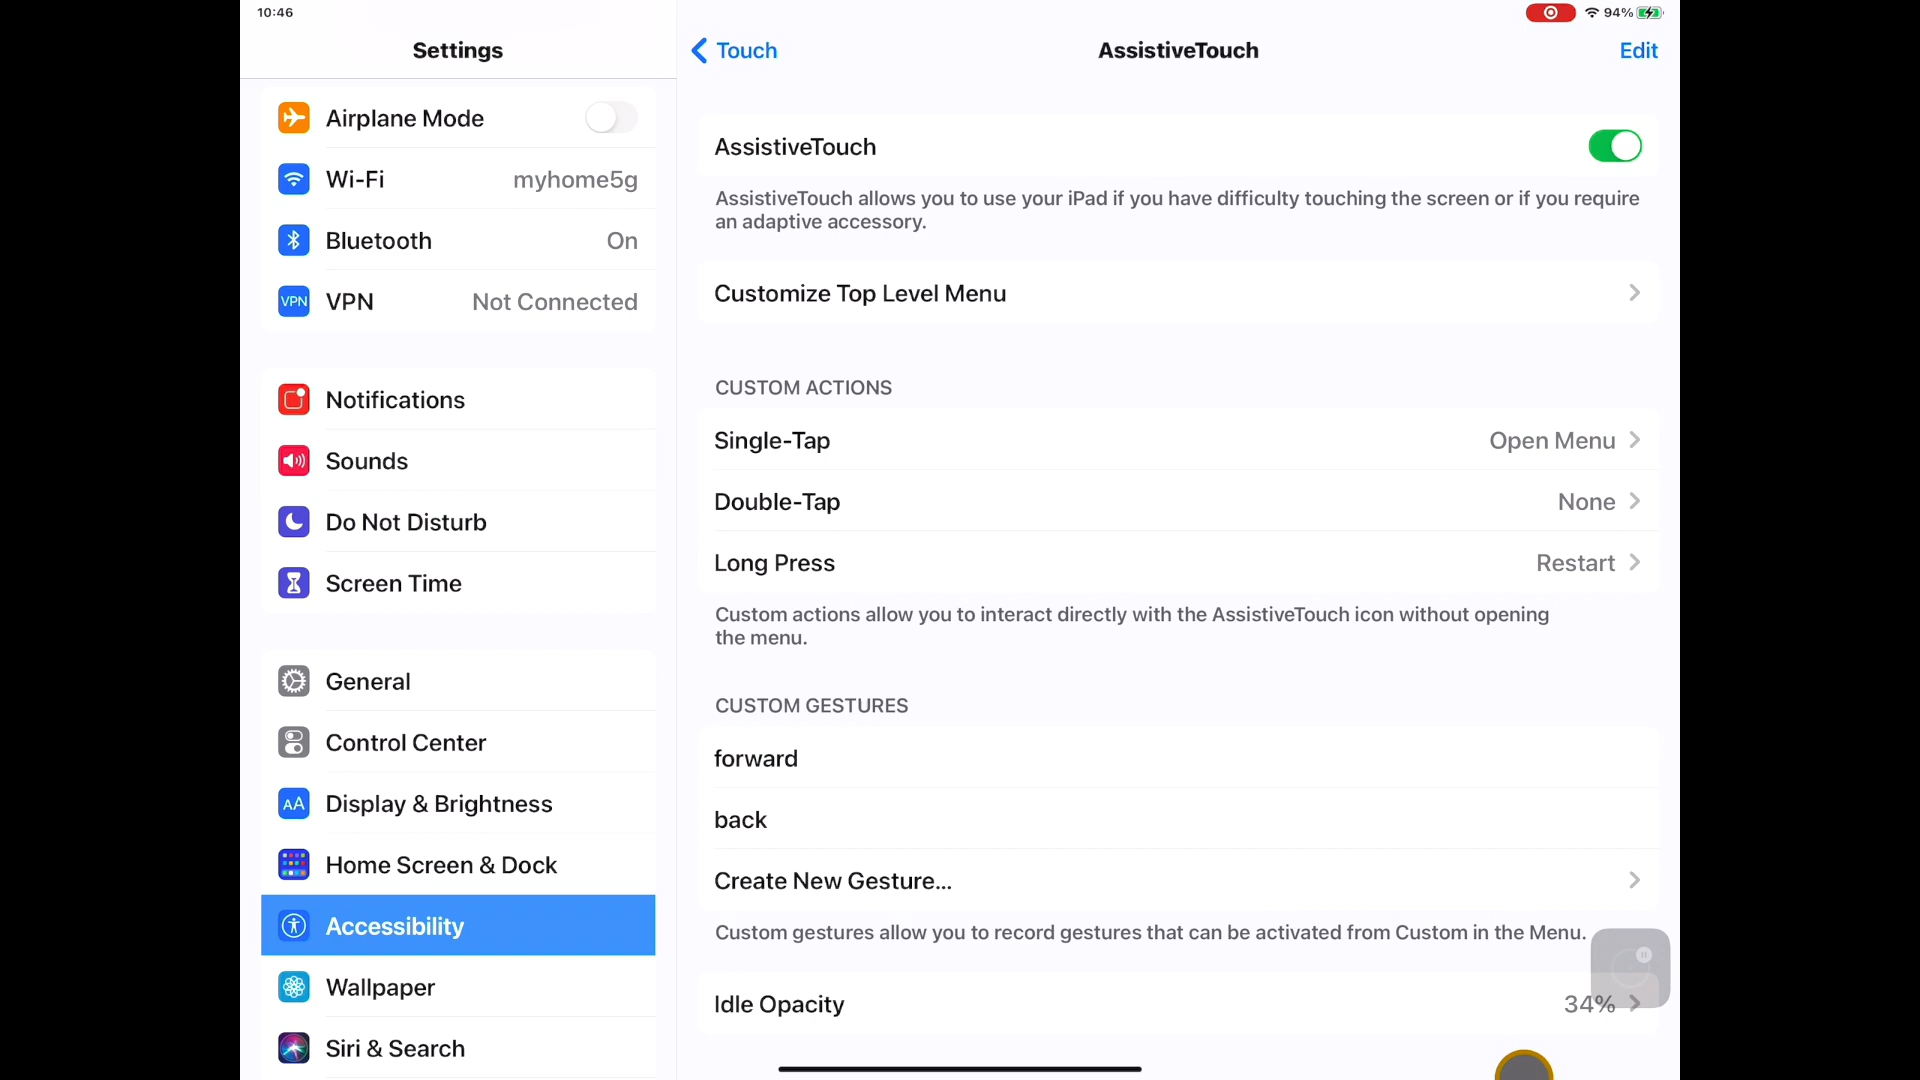 10:46
94%
Settings
Airplane Mode
Wi-Fi myhome5g
Bluetooth On
VPN VPN Not Connected
Notifications
Sounds
Do Not Disturb
Screen Time
General
Control Center
AA Display & Brightness
Home Screen & Dock
Accessibility
Wallpaper
Siri & Search
Touch AssistiveTouch Edit
AssistiveTouch
AssistiveTouch allows you to use your iPad if you have difficulty touching the screen or if you require
an adaptive accessory.
Customize Top Level Menu
CUSTOM ACTIONS
Single-Tap Open Menu
Double-Tap None
Long Press Restart
Custom actions allow you to interact directly with the AssistiveTouch icon without opening
the menu.
CUSTOM GESTURES
forward
back
Create New Gesture...
Custom gestures allow you to record gestures that can be activated from Custom in the Menu.
Idle Opacity 34%